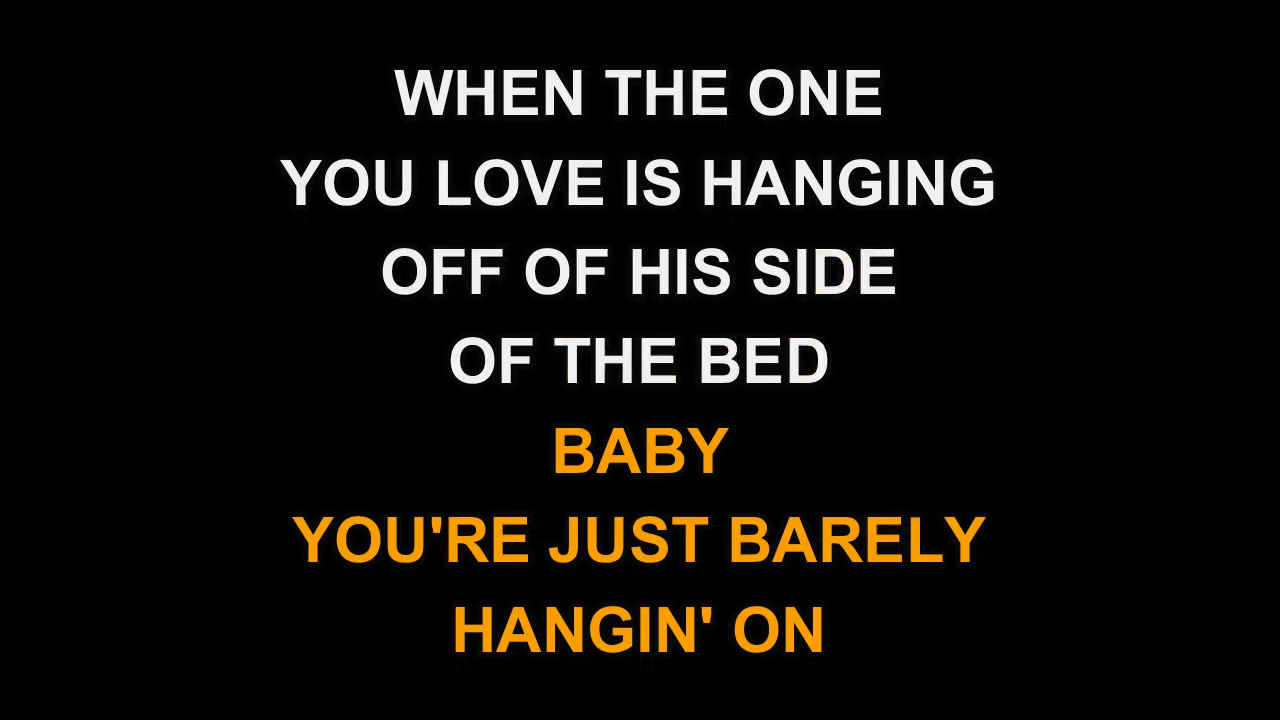 WHEN THE ONE
YOU LOVE IS HANGING
OFF OF HIS SIDE
OF THE BED
BABY
YOU'RE JUST BARELY
HANGIN' ON